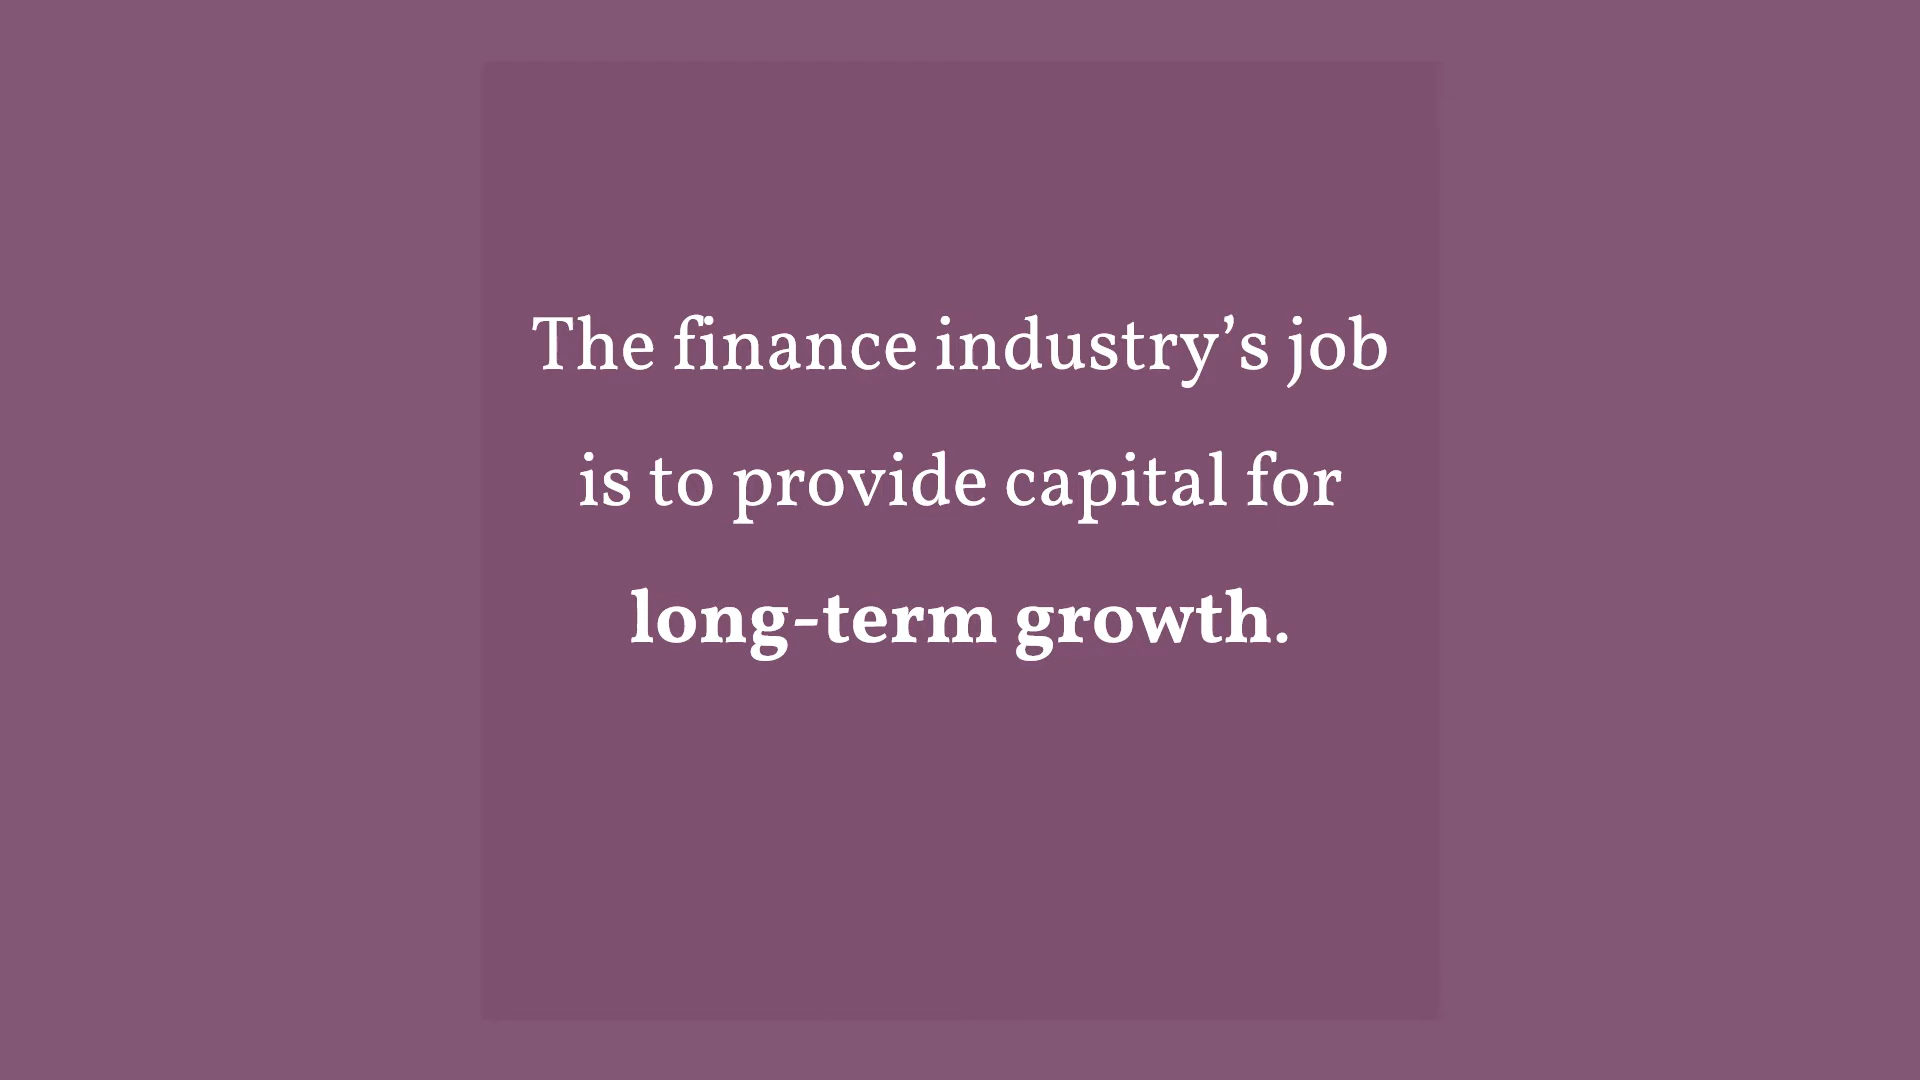 The finance industry’s job
is to provide capital for
long-term growth.